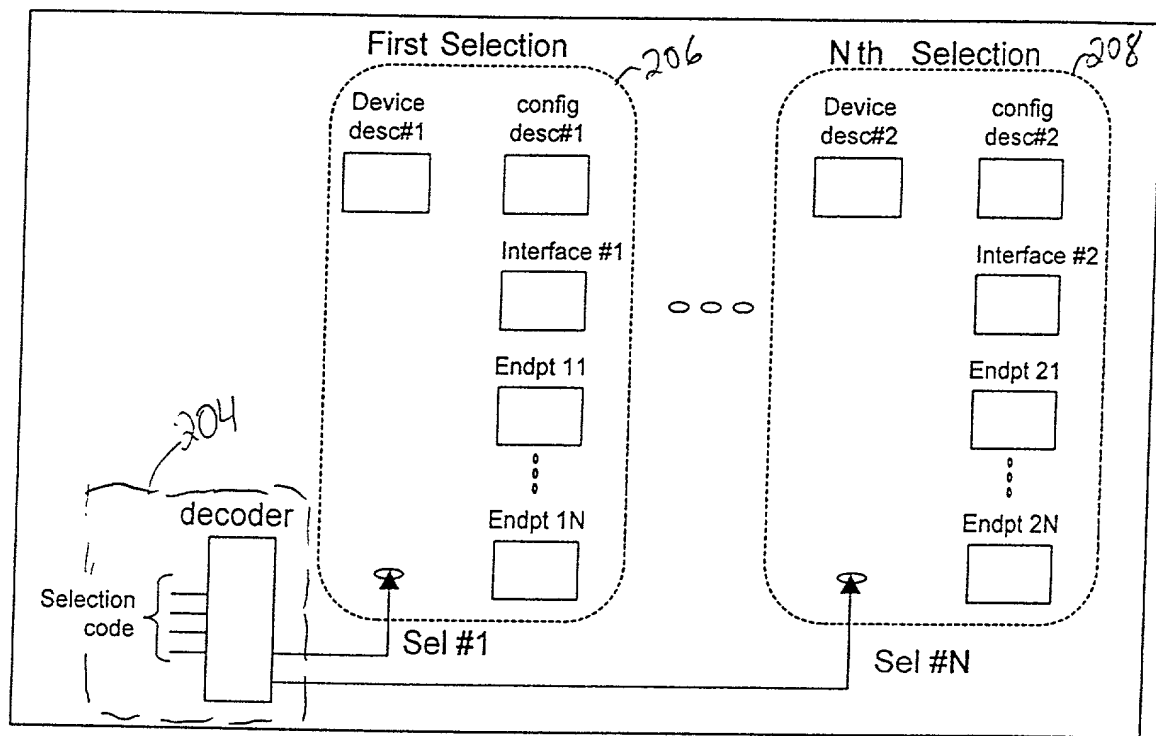 First Selection
206
Device
desc#1
config
desc#1
Interface #1
Endpt 11
Endpt 1N
Nth Selection
208
Device
desc#2
config
desc#2
Interface #2
Endpt 21
Endpt 2N
204
decoder
Selection
code
Sel #1
Sel #N